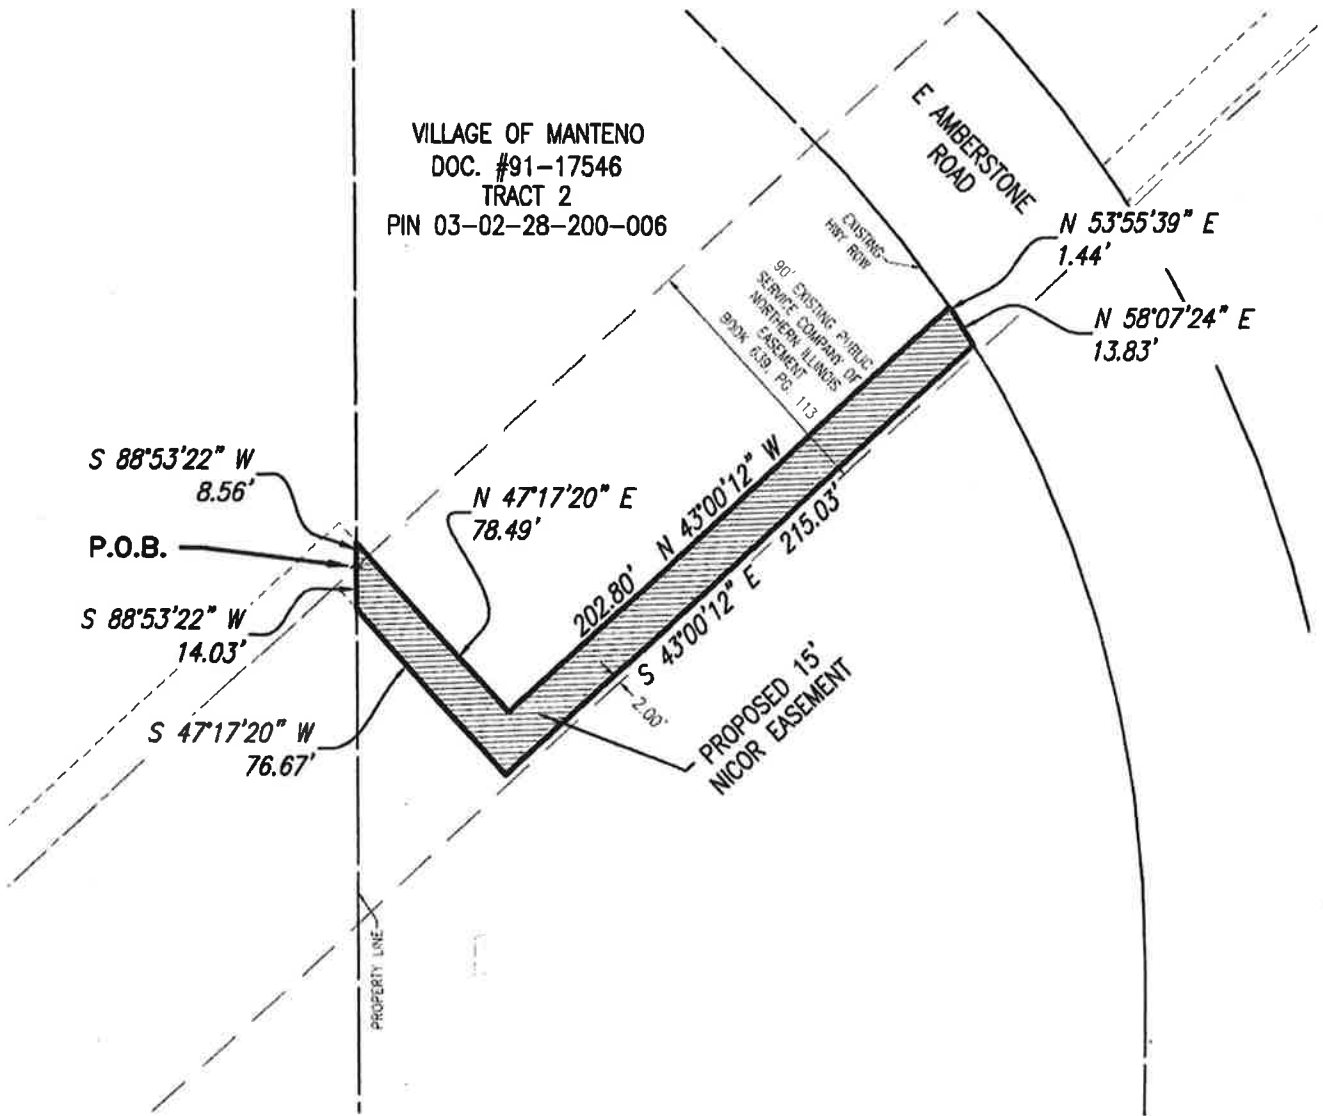 VILLAGE OF MANTENO
DOC. #91-17546
TRACT 2
PIN 03-02-28-200-006
E AMBERSTONE
ROAD
EXISTING
HWY ROW
N 53°55'39" E
1.44'
N 58°07'24" E
13.83'
90' EXISTING PUBLIC
SERVICE COMPANY OF
NORTHERN ILLINOIS
EASEMENT
BOOK 639, PG. 113
S 88°53'22" W
8.56'
P.O.B.
S 88°53'22" W
14.03'
N 47°17'20" E
78.49'
S 47°17'20" W
76.67'
202.80' N 43°00'12" W
S 43°00'12" E 215.03'
2.00'
PROPOSED 15'
NICOR EASEMENT
PROPERTY LINE